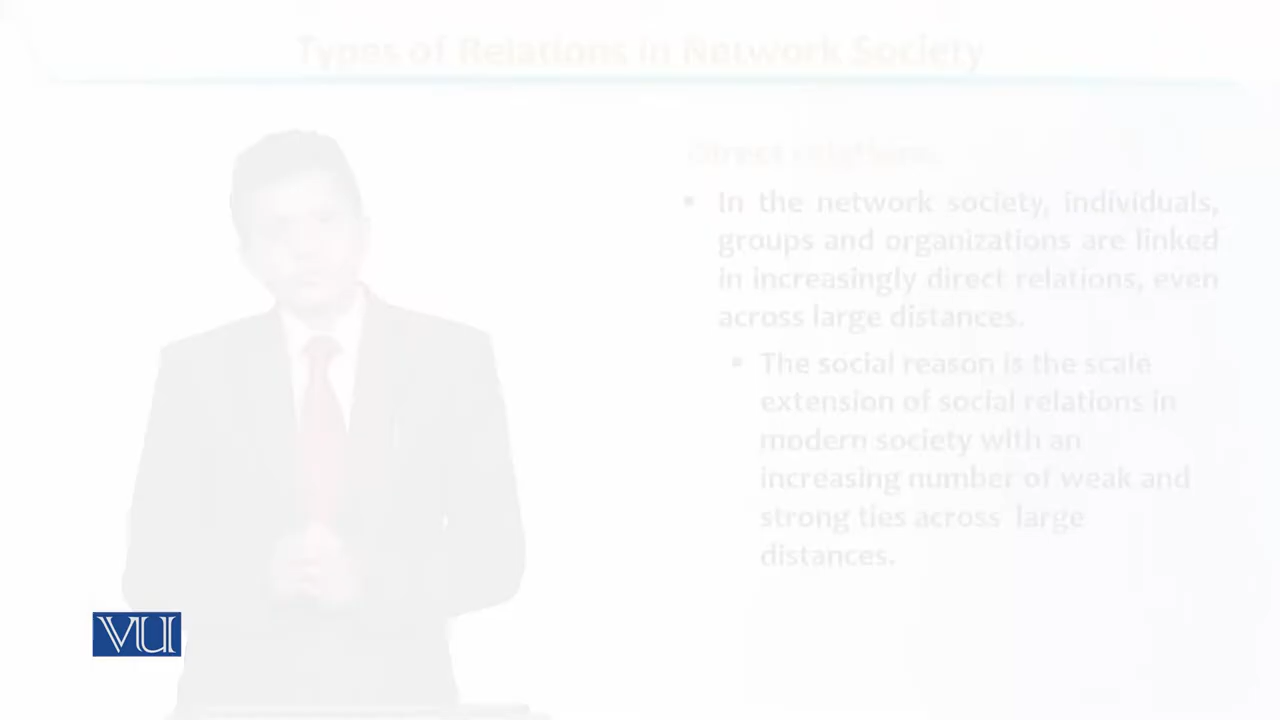 Types of Relations in Network Society
Direct relations
In the network society, individuals,
groups and organizations are linked
in increasingly direct relations, even
across large distances.
The social reason is the scale
extension of social relations in
modern society with an
increasing number of weak and
strong ties across large
distances.
VU